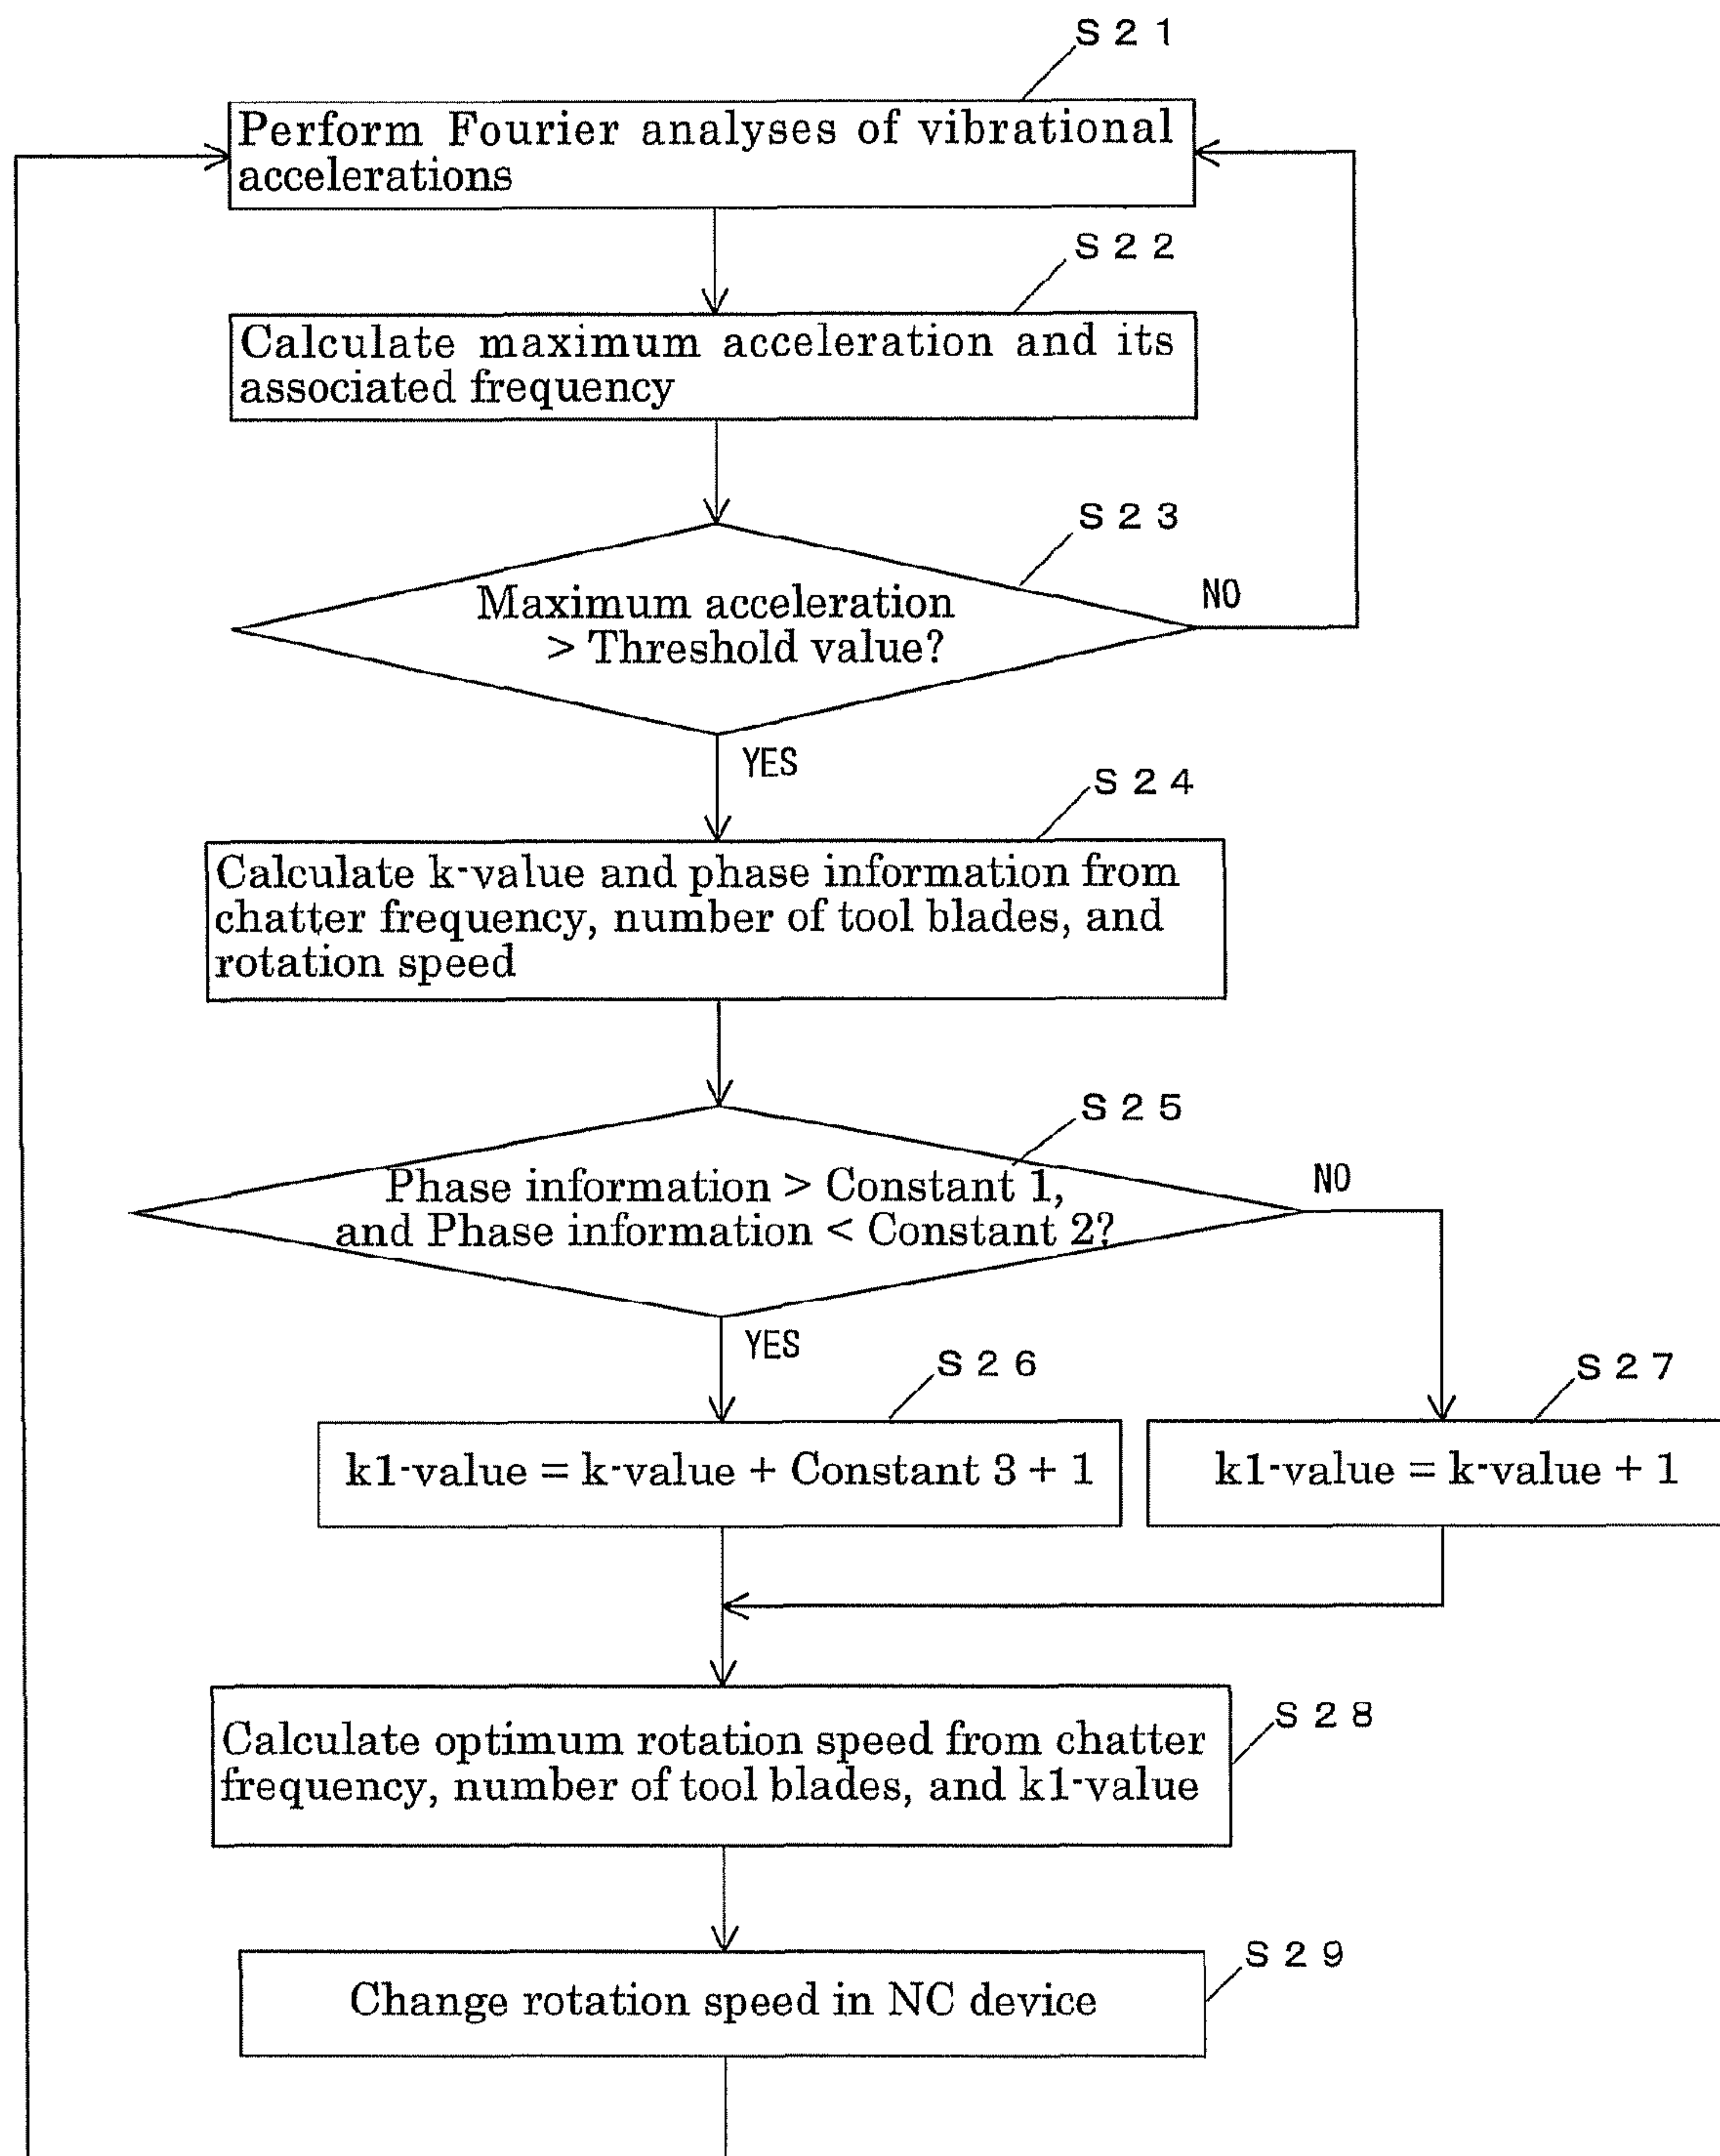 S21
Perform Fourier analyses of vibrational
accelerations
S22
Calculate maximum acceleration and its
associated frequency
S23
Maximum acceleration
> Threshold value?
NO
YES
S24
Calculate k-value and phase information from
chatter frequency, number of tool blades, and
rotation speed
S25
Phase information > Constant 1,
and Phase information < Constant 2?
NO
YES
S26
k1-value = k-value + Constant 3 + 1
S27
k1-value = k-value + 1
S28
Calculate optimum rotation speed from chatter
frequency, number of tool blades, and k1-value
S29
Change rotation speed in NC device